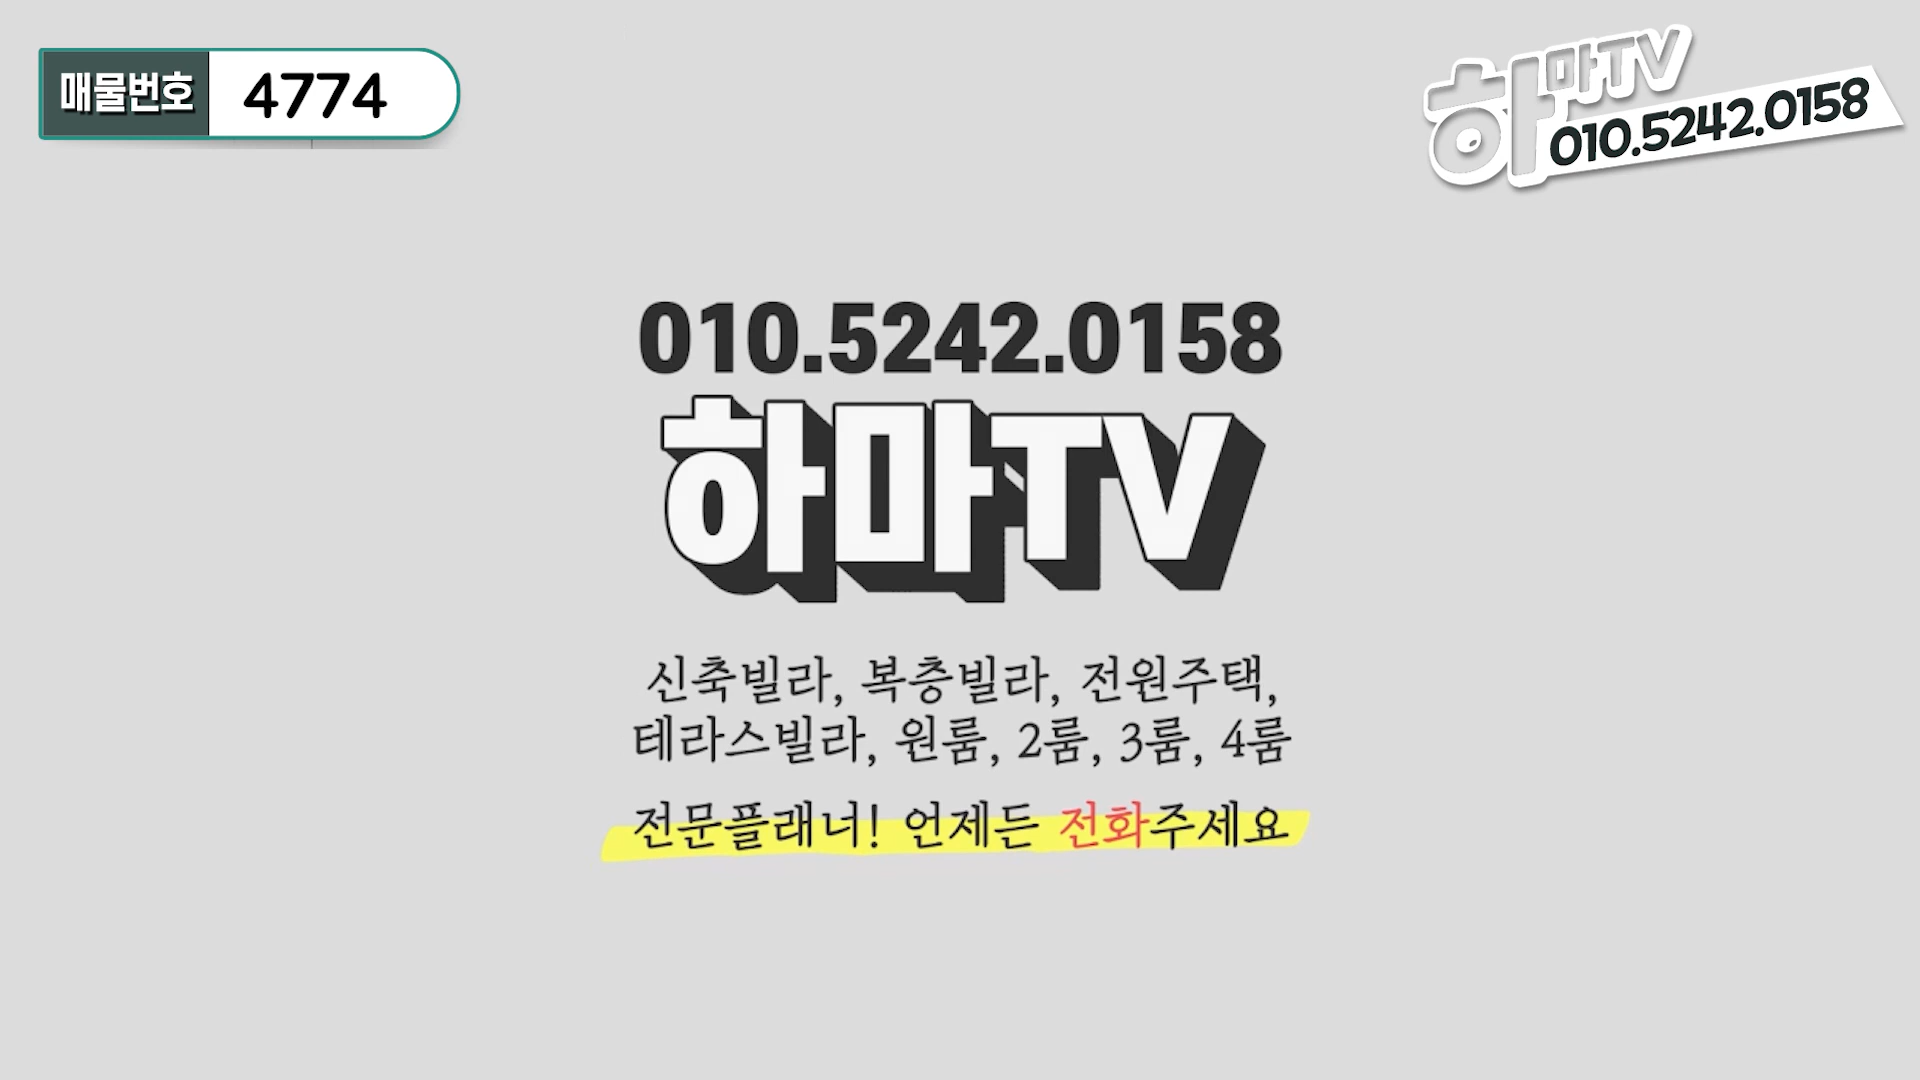 매물번호 4774
하마TV
010.5242.0158
010.5242.0158
하마TV
신축빌라, 복층빌라, 전원주택,
테라스빌라, 원룸, 2룸, 3룸, 4룸
전문플래너! 언제든 전화주세요